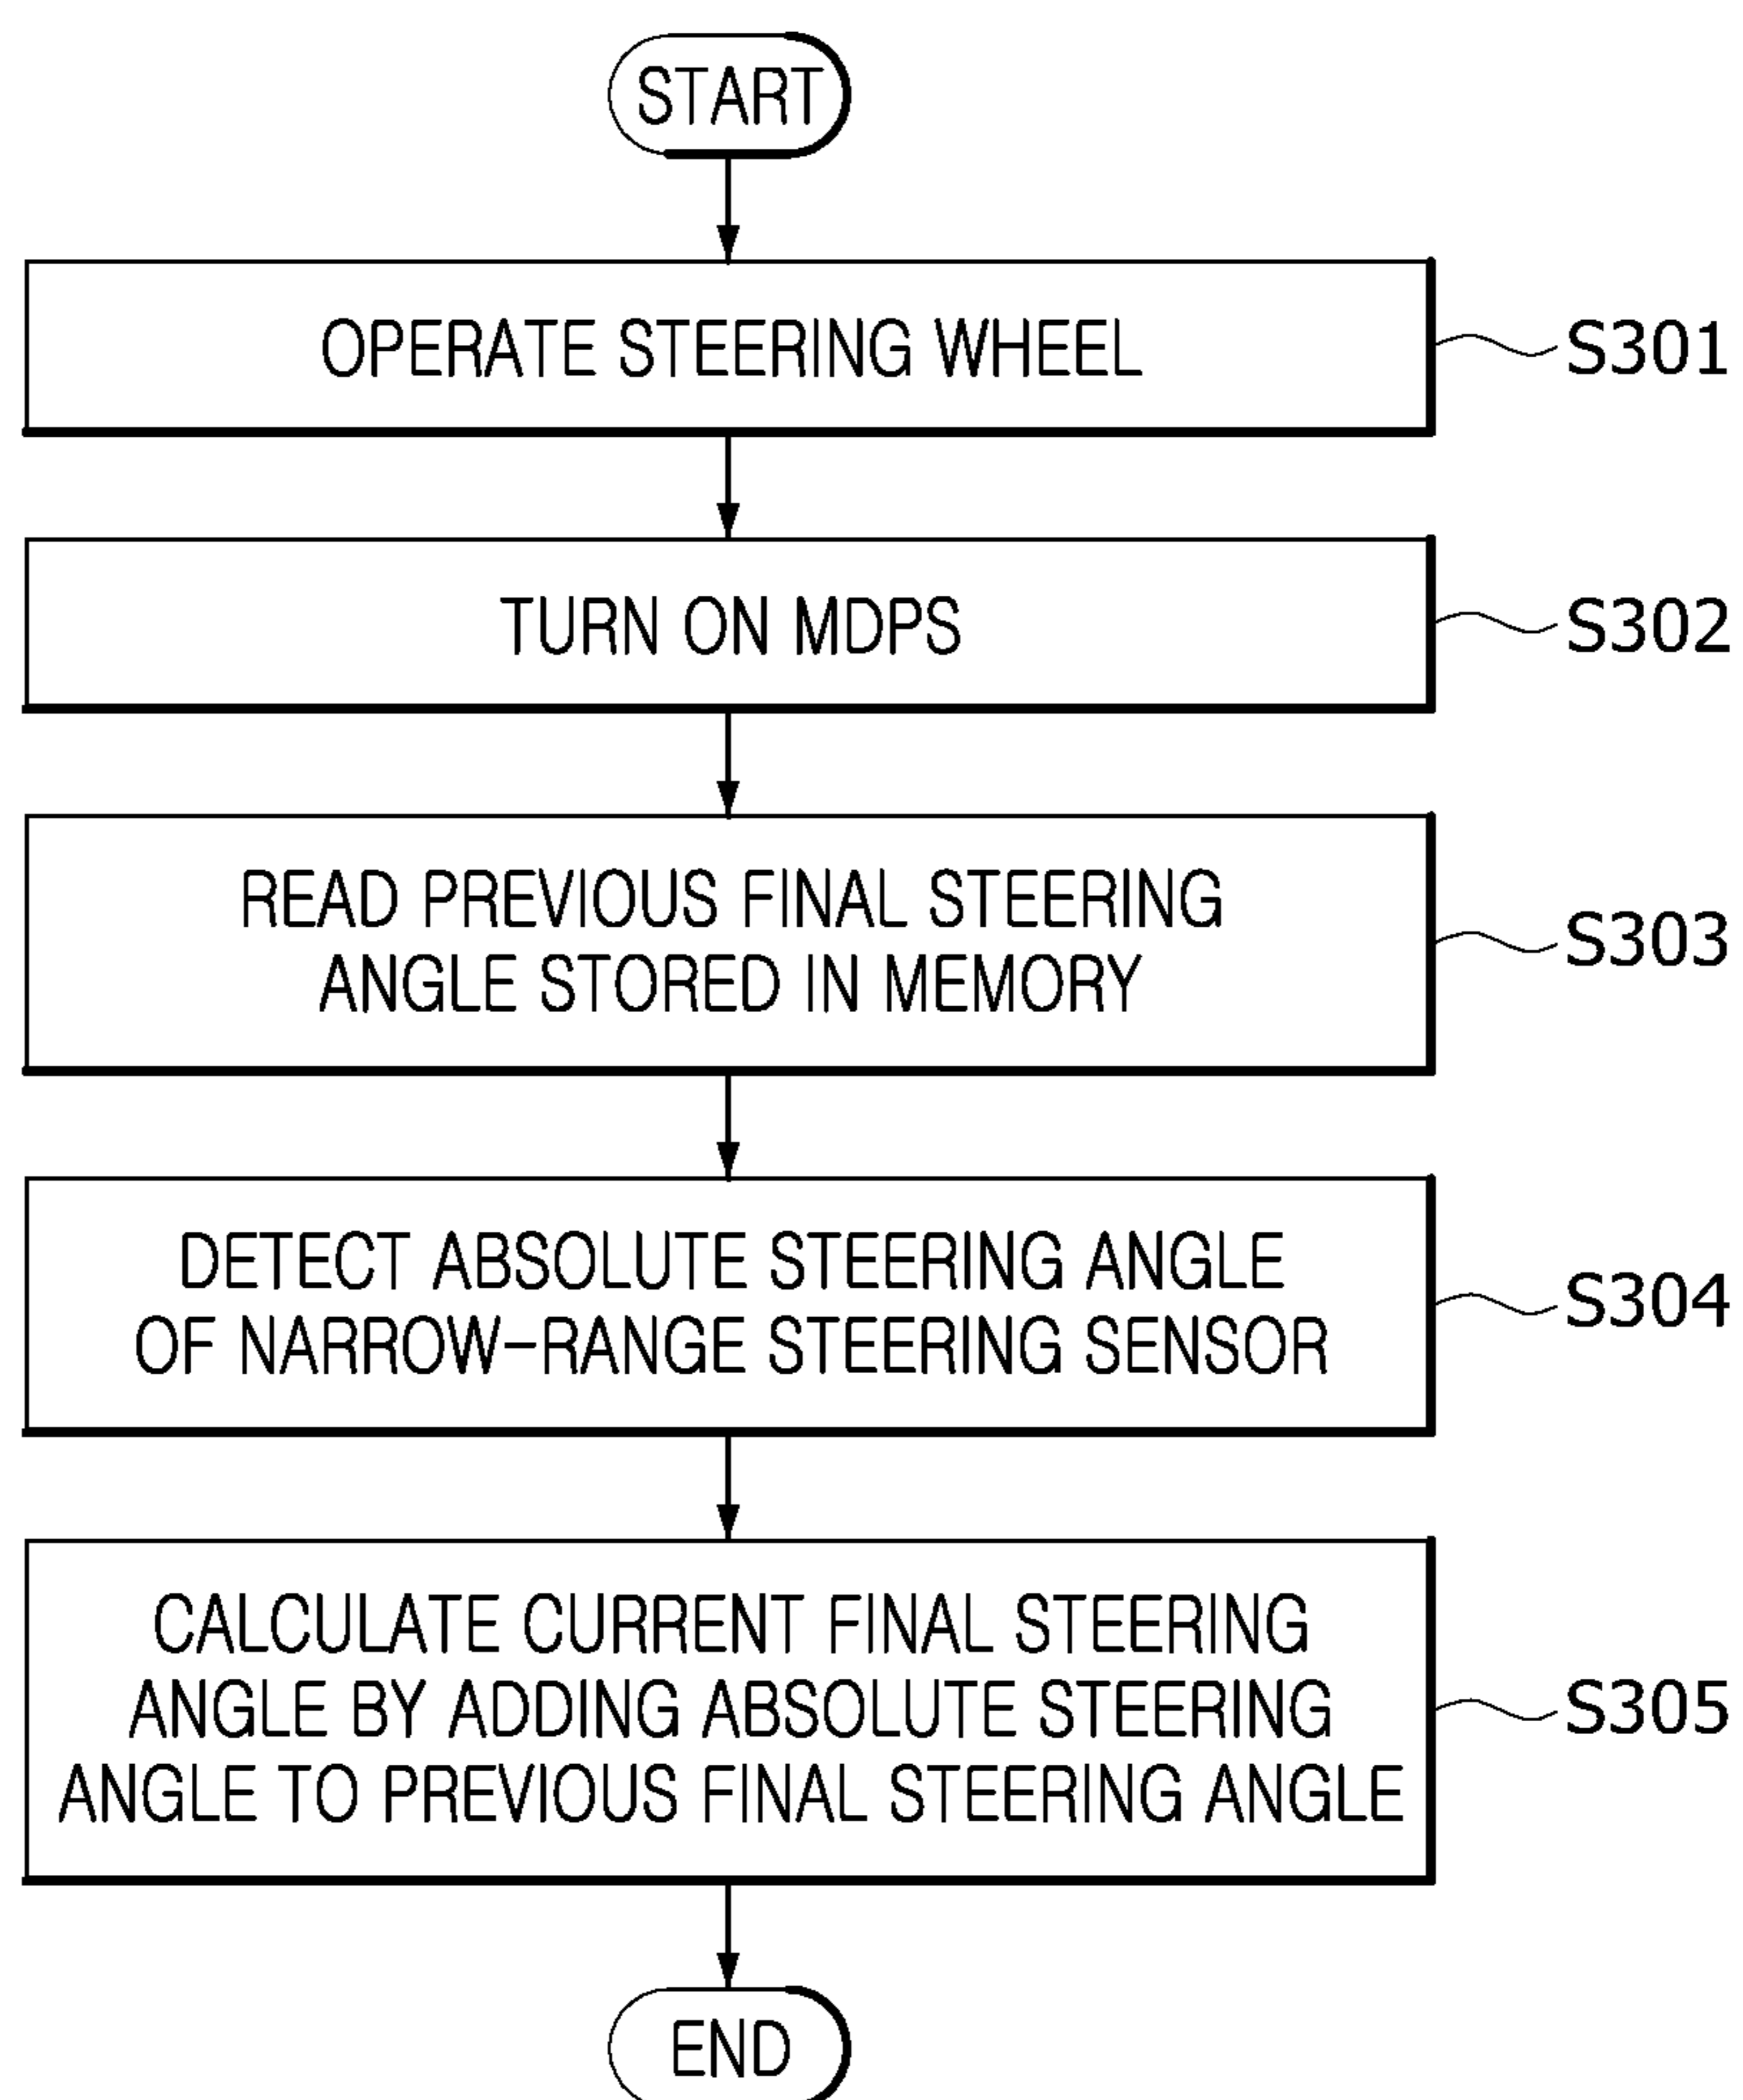 START
OPERATE STEERING WHEEL
S301
TURN ON MDPS
S302
READ PREVIOUS FINAL STEERING
ANGLE STORED IN MEMORY
S303
DETECT ABSOLUTE STEERING ANGLE
OF NARROW-RANGE STEERING SENSOR
S304
CALCULATE CURRENT FINAL STEERING
ANGLE BY ADDING ABSOLUTE STEERING
ANGLE TO PREVIOUS FINAL STEERING ANGLE
S305
END